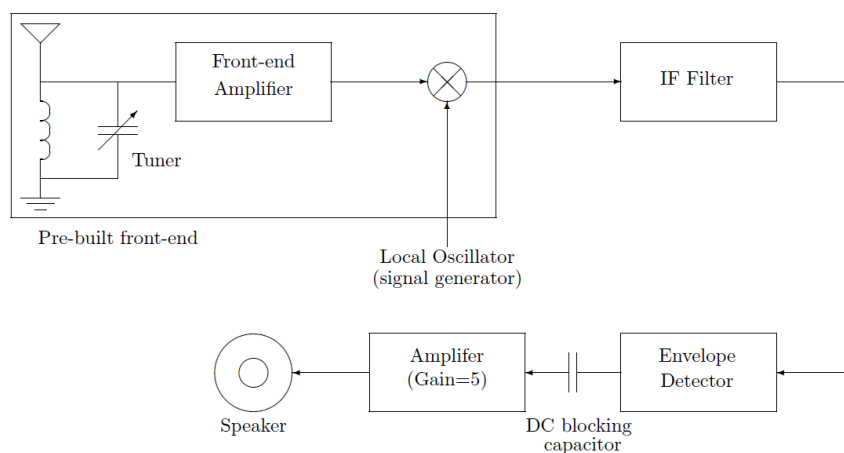 Front-end
Amplifier
IF Filter
Tuner
Pre-built front-end
Local Oscillator
(signal generator)
Amplifer
(Gain=5)
Envelope
Detector
Speaker
DC blocking
capacitor